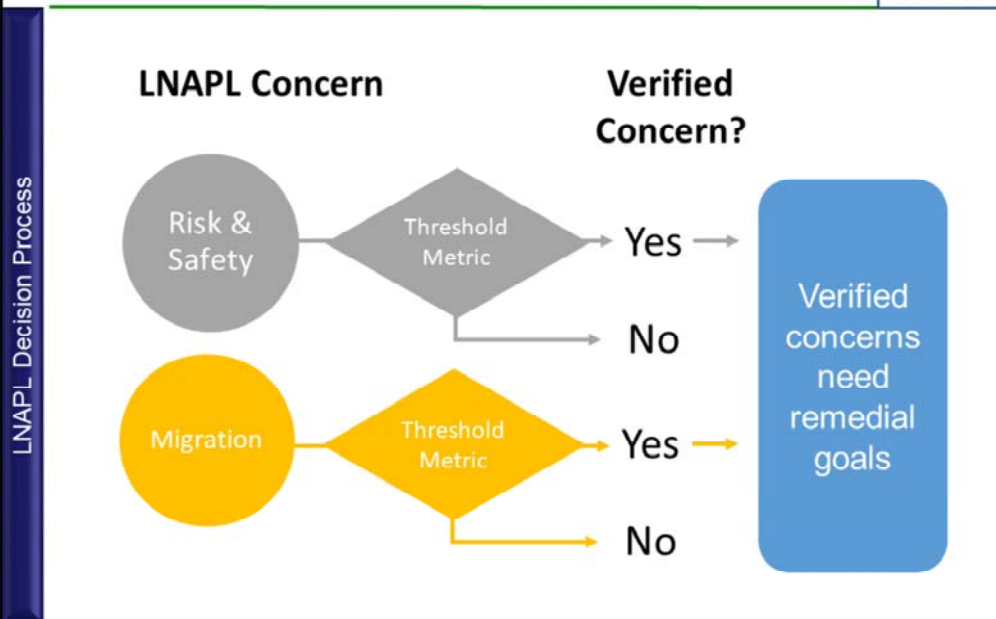 LNAPL Decision Process
LNAPL Concern
Verified
Concern?
Risk &
Safety
Threshold
Metric
Yes
No
Migration
Threshold
Metric
Yes
No
Verified
concerns
need
remedial
goals